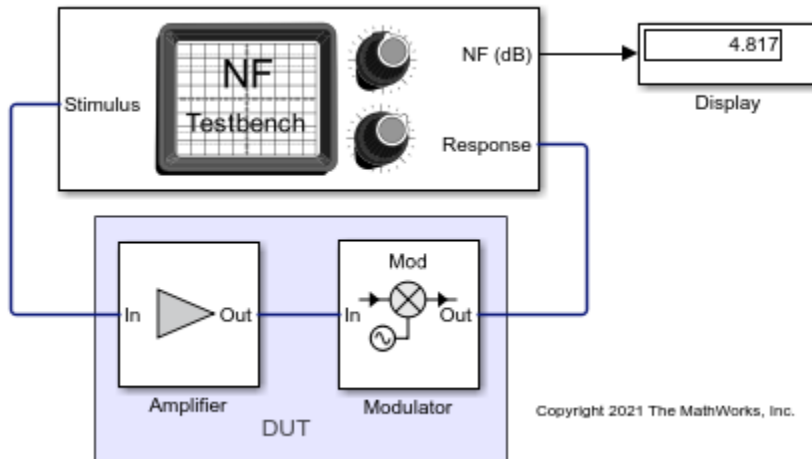 NF (dB)
4.817
Display
Stimulus
NF
Testbench
Response
Mod
In
Out
In
Out
Amplifier
Modulator
DUT
Copyright 2021 The MathWorks, Inc.